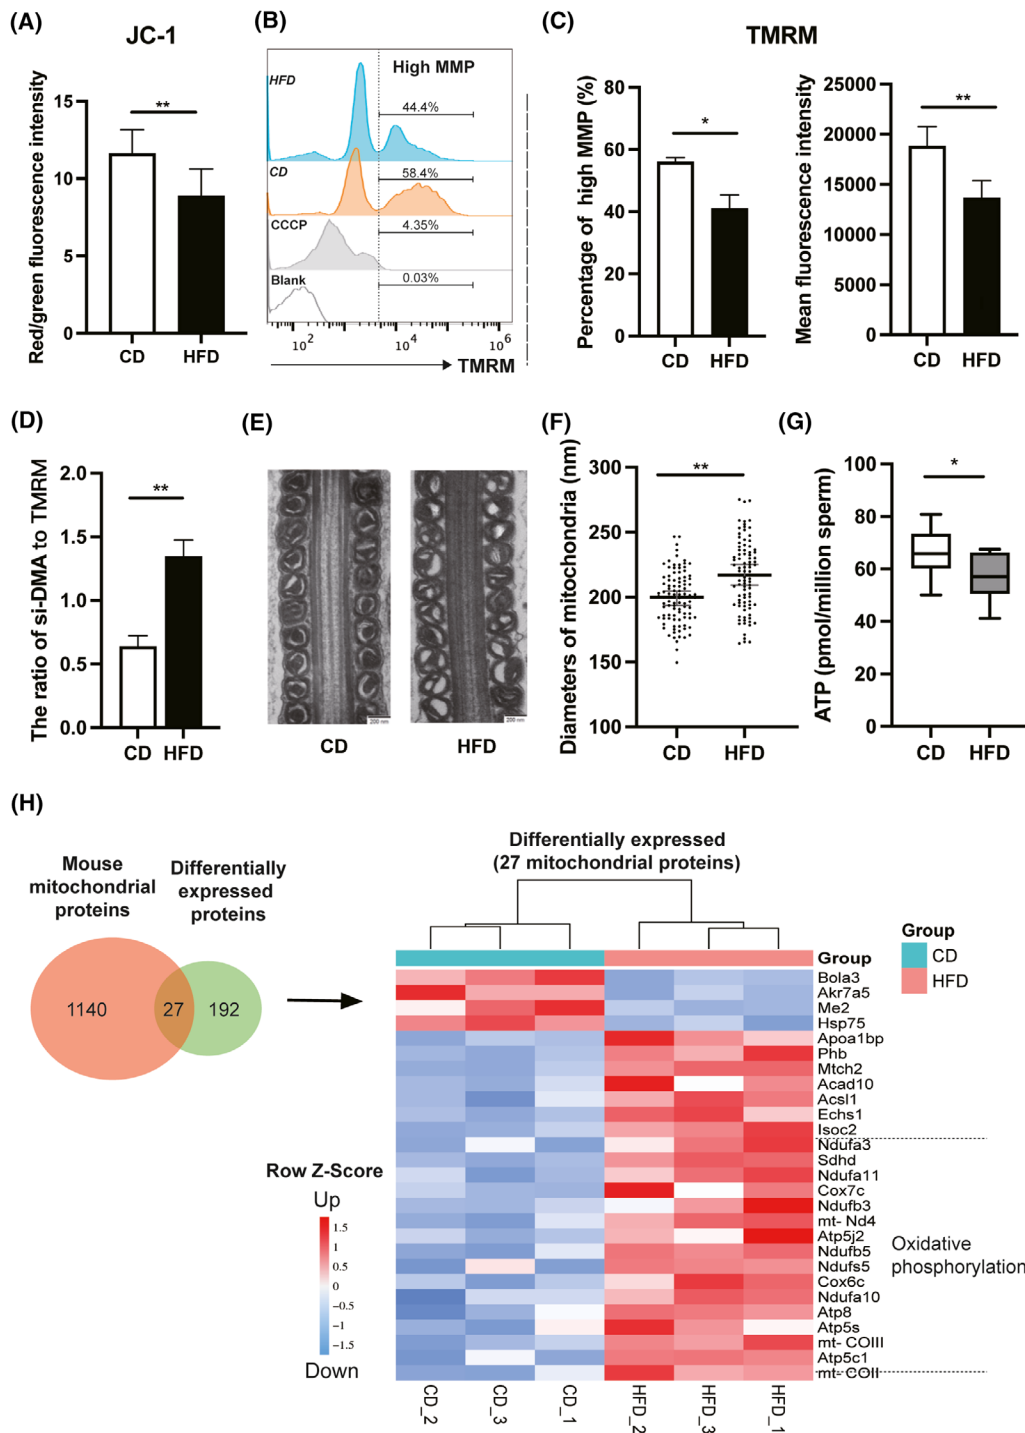 (A)
JC-1
Red/green fluorescence intensity
15
10
5
0
**
CD
HFD
(B)
HFD
High MMP
44.4%
CD
58.4%
CCCP
4.35%
Blank
0.03%
10²
10⁴
10⁶
TMRM
(C)
TMRM
Percentage of high MMP (%)
80
60
40
20
0
*
CD
HFD
Mean fluorescence intensity
25000
20000
15000
10000
5000
0
**
CD
HFD
(D)
The ratio of si-DMA to TMRM
2.0
1.5
1.0
0.5
0.0
**
CD
HFD
(E)
200 nm
200 nm
CD
HFD
(F)
Diameters of mitochondria (nm)
300
250
200
150
100
**
CD
HFD
(G)
ATP (pmol/million sperm)
100
80
60
40
20
0
*
CD
HFD
(H)
Mouse
mitochondrial
proteins
Differentially
expressed
proteins
1140
27
192
Differentially expressed
(27 mitochondrial proteins)
Group
CD
HFD
Group
Bola3
Akr7a5
Me2
Hsp75
Apoa1bp
Phb
Mtch2
Acad10
Acsl1
Echs1
Isoc2
Ndufa3
Sdhd
Ndufa11
Cox7c
Ndufb3
mt- Nd4
Atp5j2
Ndufb5
Ndufs5
Cox6c
Ndufa10
Atp8
Atp5s
mt- COIII
Atp5c1
mt- COII
Oxidative
phosphorylation
Row Z-Score
Up
1.5
1
0.5
0
−0.5
−1
−1.5
Down
CD_2
CD_3
CD_1
HFD_2
HFD_3
HFD_1